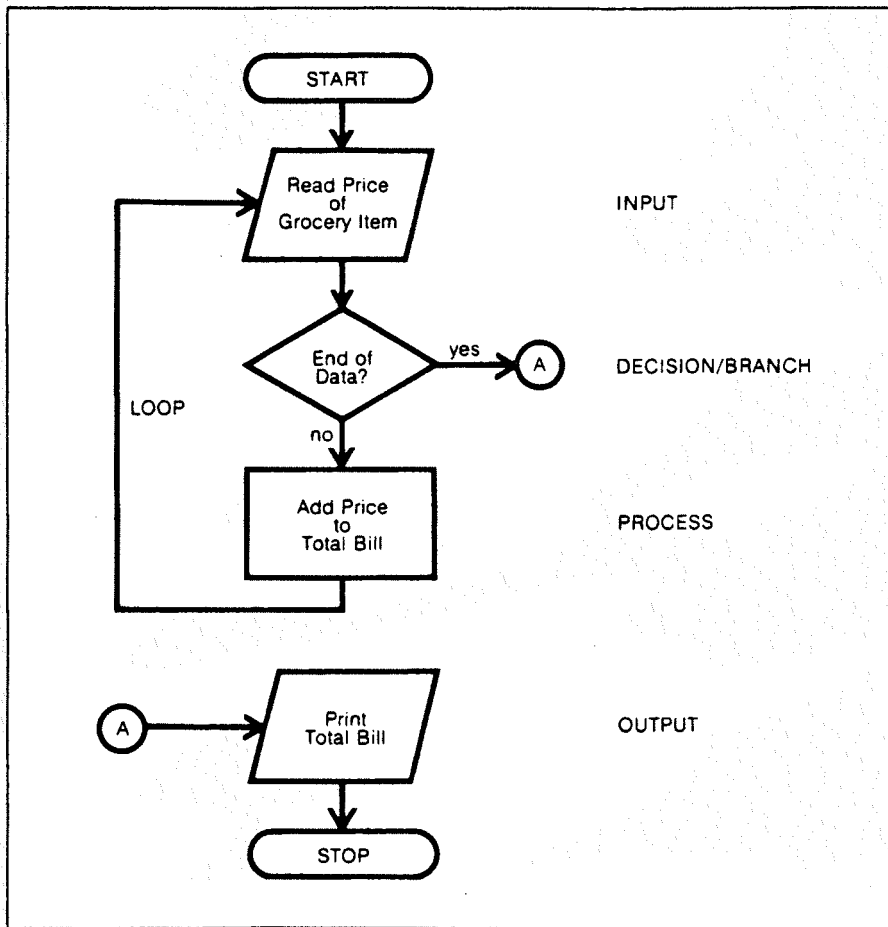 START
Read Price
of
Grocery Item
INPUT
End of
Data?
yes
A
DECISION/BRANCH
LOOP
no
Add Price
to
Total Bill
PROCESS
A
Print
Total Bill
OUTPUT
STOP